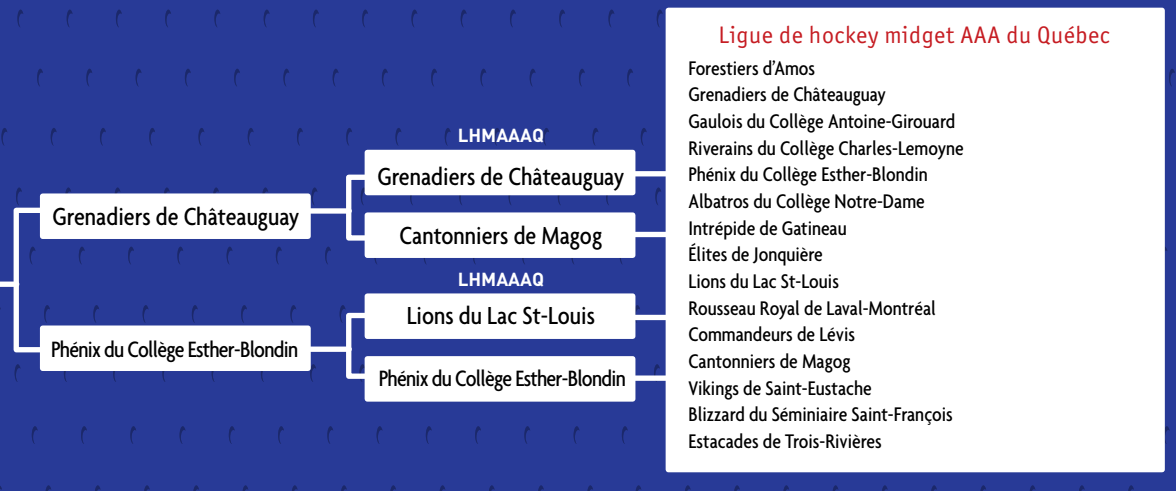 Grenadiers de Châteauguay
Phénix du Collège Esther-Blondin
LHMAAAQ
Grenadiers de Châteauguay
Cantonniers de Magog
LHMAAAQ
Lions du Lac St-Louis
Phénix du Collège Esther-Blondin
Ligue de hockey midget AAA du Québec
Forestiers d'Amos
Grenadiers de Châteauguay
Gaulois du Collège Antoine-Girouard
Riverains du Collège Charles-Lemoyne
Phénix du Collège Esther-Blondin
Albatros du Collège Notre-Dame
Intrépide de Gatineau
Élites de Jonquière
Lions du Lac St-Louis
Rousseau Royal de Laval-Montréal
Commandeurs de Lévis
Cantonniers de Magog
Vikings de Saint-Eustache
Blizzard du Séminiaire Saint-François
Estacades de Trois-Rivières